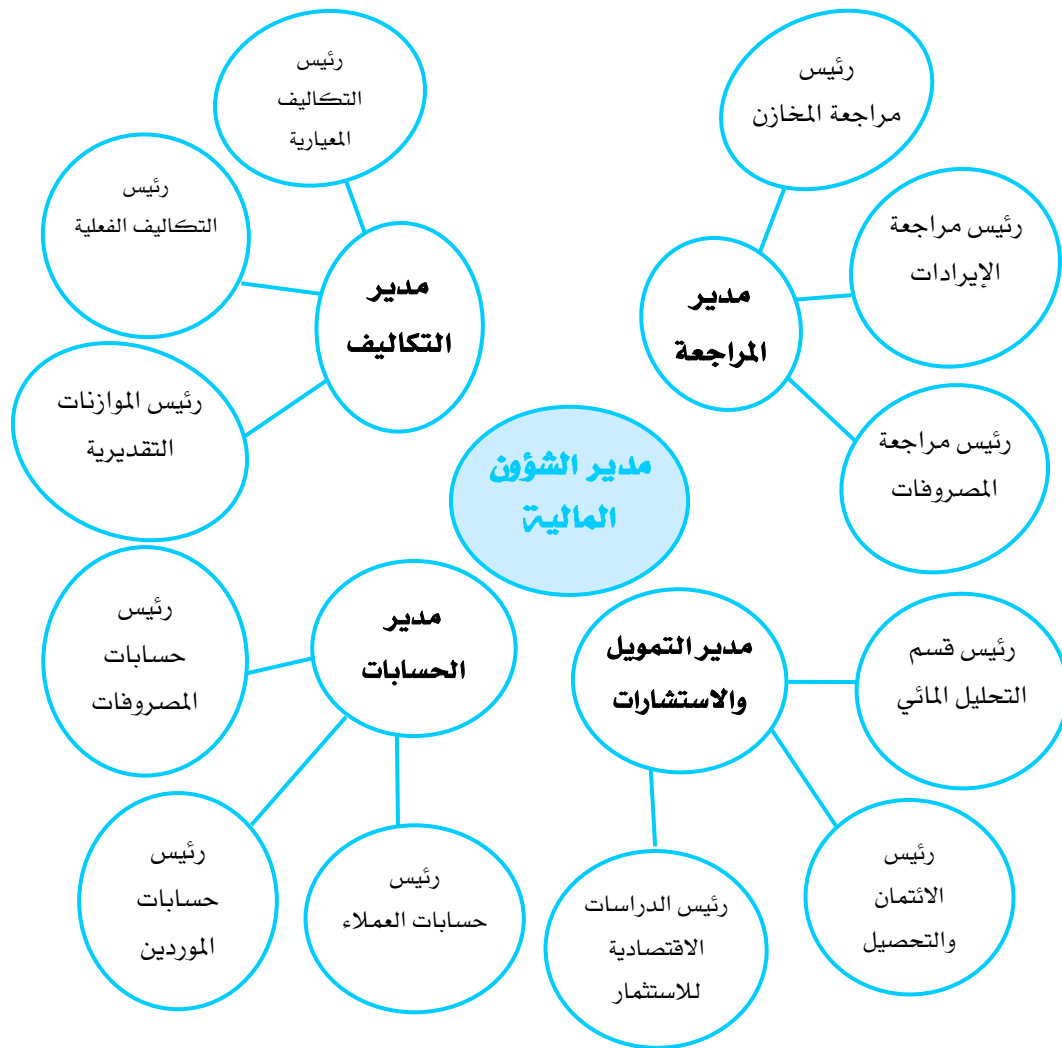 رئيس
مراجعة المخازن
رئيس مراجعة
الإيرادات
مدير
المراجعة
رئيس مراجعة
المصروفات
رئيس
التكاليف
المعيارية
رئيس
التكاليف الفعلية
مدير
التكاليف
رئيس الموازنات
التقديرية
مدير الشؤون
المالية
رئيس قسم
التحليل المائي
مدير التمويل
والاستشارات
رئيس
الائتمان
والتحصيل
رئيس الدراسات
الاقتصادية
للاستثمار
مدير
الحسابات
رئيس
حسابات
المصروفات
رئيس
حسابات العملاء
رئيس
حسابات
الموردين